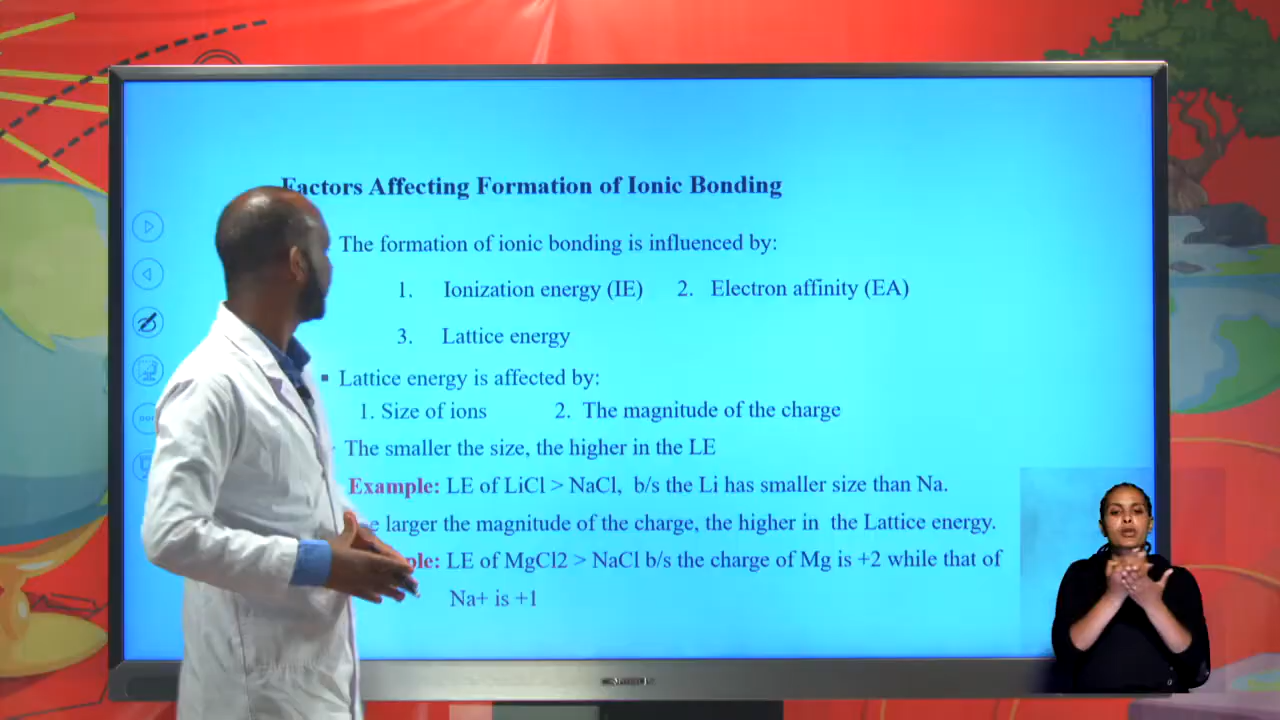 Factors Affecting Formation of Ionic Bonding
The formation of ionic bonding is influenced by:
1. Ionization energy (IE) 2. Electron affinity (EA)
3. Lattice energy
▪ Lattice energy is affected by:
1. Size of ions 2. The magnitude of the charge
The smaller the size, the higher in the LE
Example: LE of LiCl > NaCl, b/s the Li has smaller size than Na.
e larger the magnitude of the charge, the higher in the Lattice energy.
ple: LE of MgCl2 > NaCl b/s the charge of Mg is +2 while that of
Na+ is +1